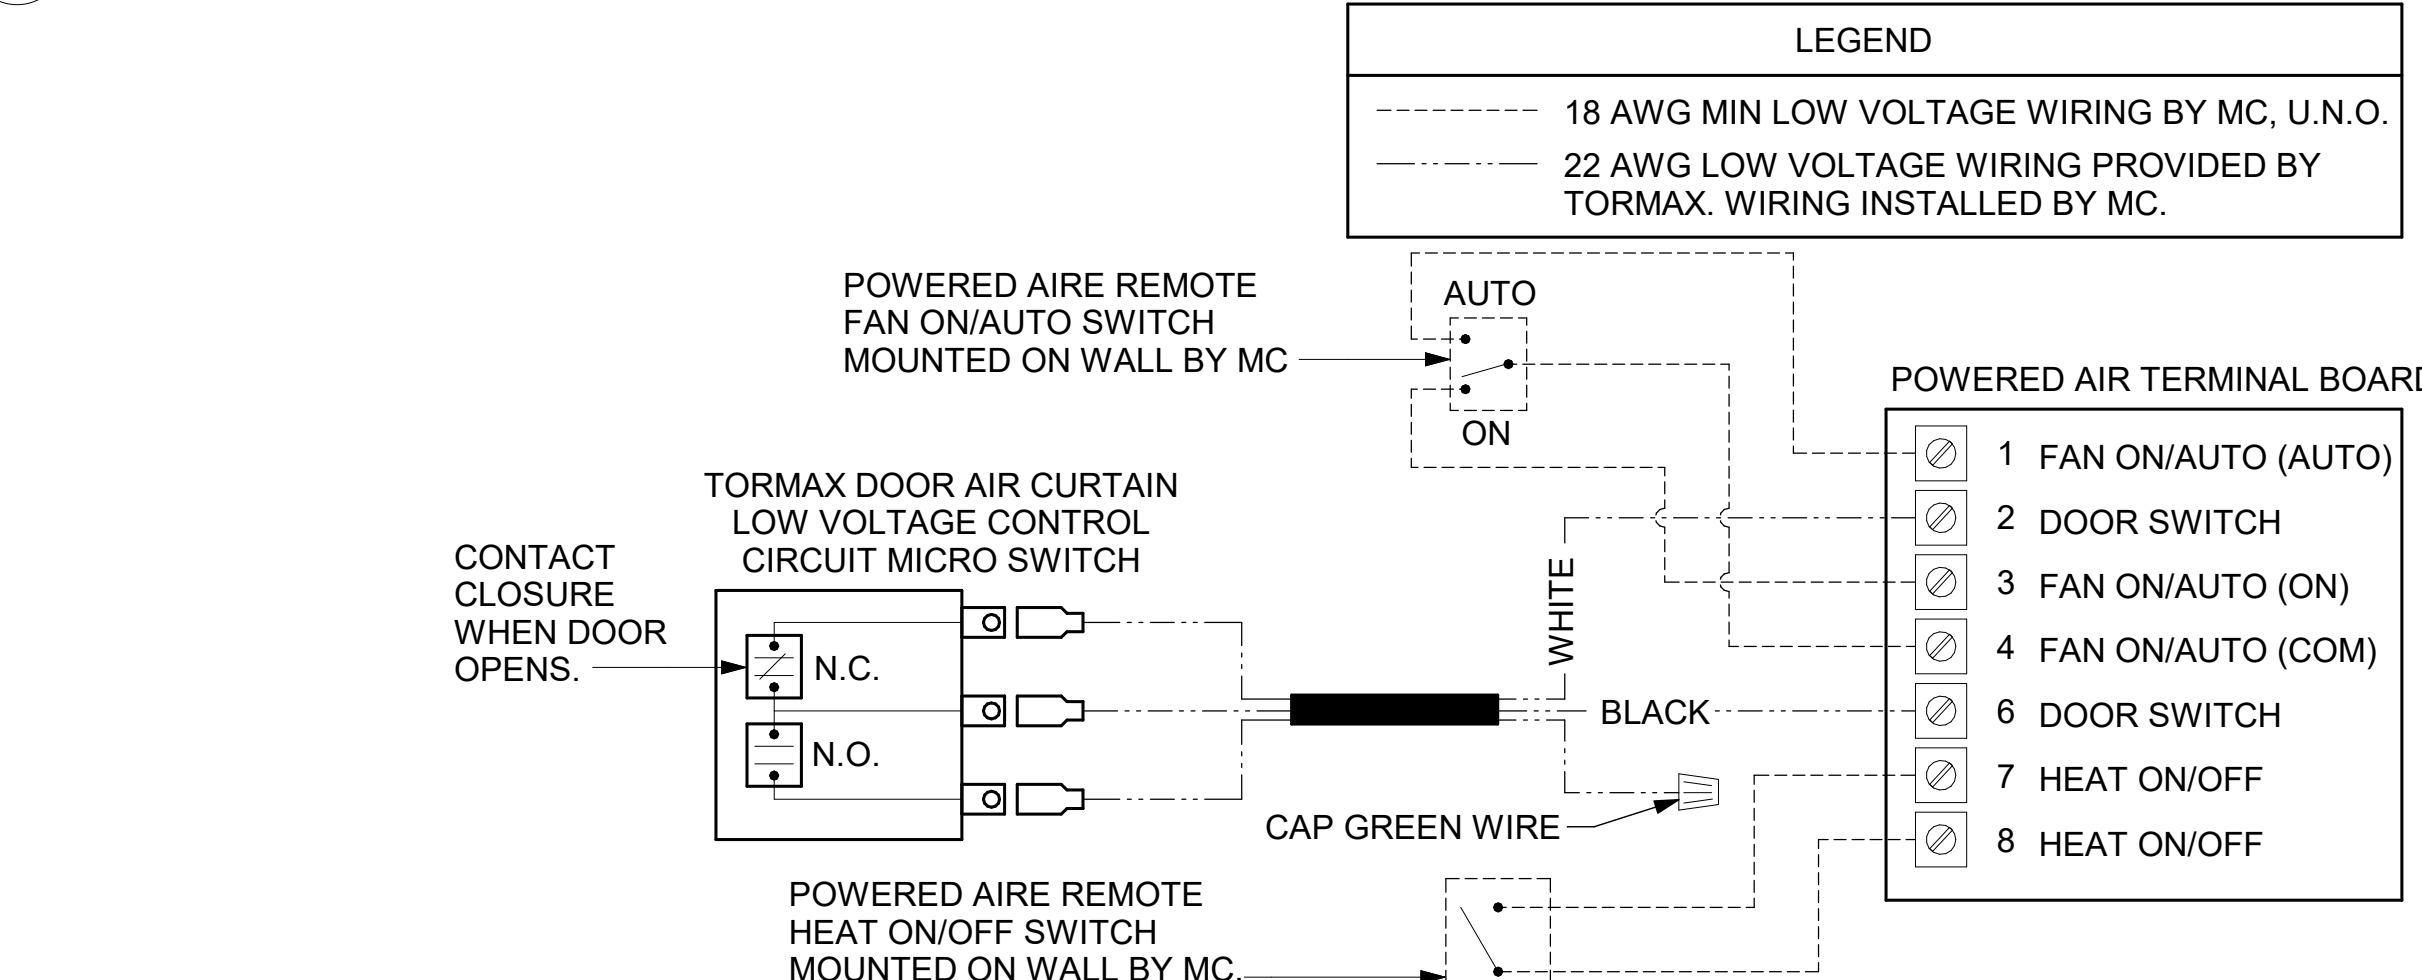 LEGEND
18 AWG MIN LOW VOLTAGE WIRING BY MC, U.N.O.
22 AWG LOW VOLTAGE WIRING PROVIDED BY
TORMAX. WIRING INSTALLED BY MC.
POWERED AIRE REMOTE
FAN ON/AUTO SWITCH
MOUNTED ON WALL BY MC
AUTO
ON
POWERED AIR TERMINAL BOARD
1 FAN ON/AUTO (AUTO)
2 DOOR SWITCH
3 FAN ON/AUTO (ON)
4 FAN ON/AUTO (COM)
6 DOOR SWITCH
7 HEAT ON/OFF
8 HEAT ON/OFF
TORMAX DOOR AIR CURTAIN
LOW VOLTAGE CONTROL
CIRCUIT MICRO SWITCH
CONTACT
CLOSURE
WHEN DOOR
OPENS.
N.C.
N.O.
WHITE
BLACK
CAP GREEN WIRE
POWERED AIRE REMOTE
HEAT ON/OFF SWITCH
MOUNTED ON WALL BY MC.